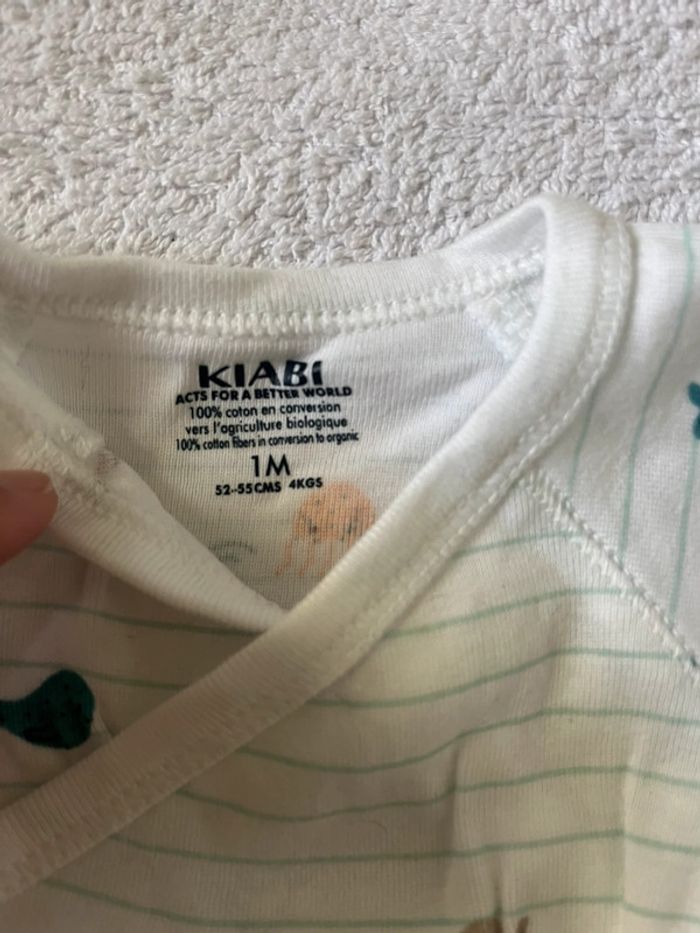 KIABI
ACTS FOR A BETTER WORLD
100% coton en conversion
vers l'agriculture biologique
100% cotton fibers in conversion to organic
1M
52-55CMS 4KGS